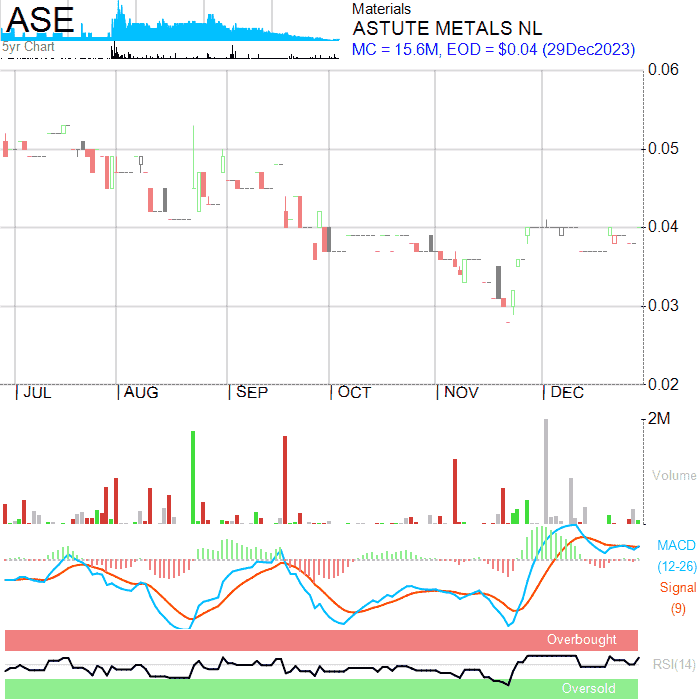 ASE
5yr Chart
Materials
ASTUTE METALS NL
MC = 15.6M, EOD = $0.04 (29Dec2023)
0.06
0.05
0.04
0.03
0.02
JUL AUG SEP OCT NOV DEC
2M
Volume
MACD
(12-26)
Signal
(9)
Overbought
RSI(14)
Oversold